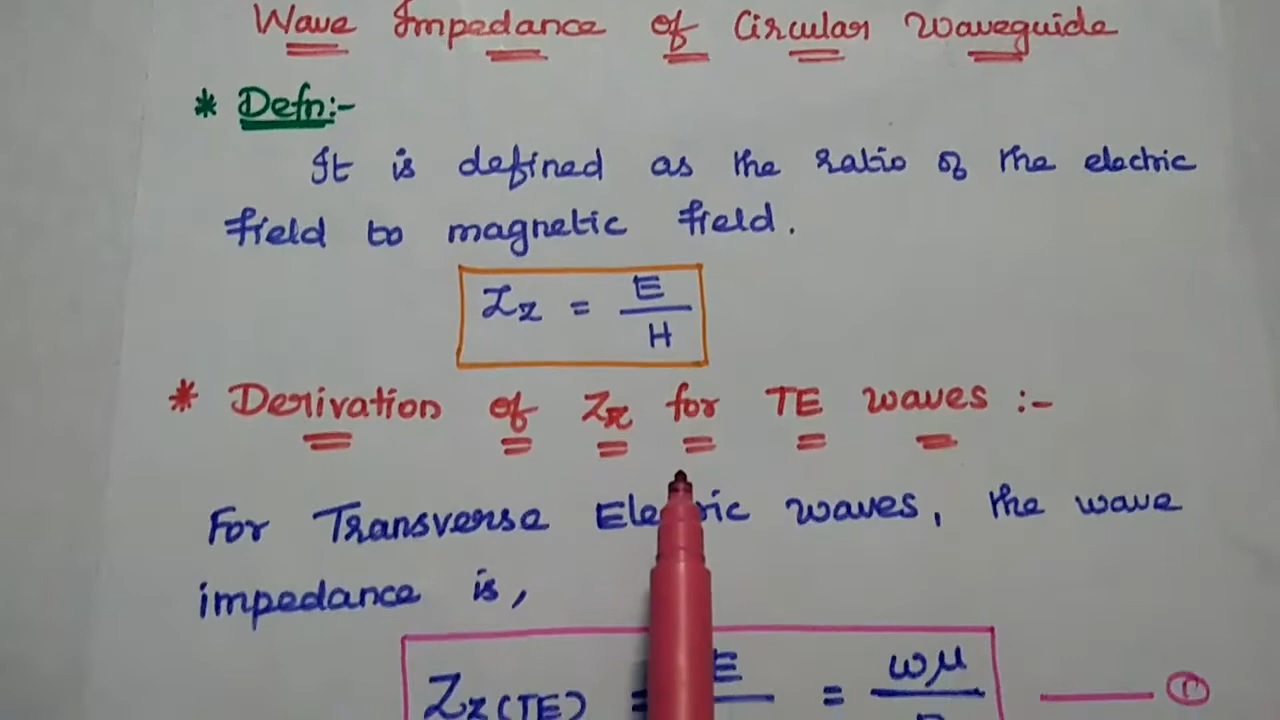 Wave Impedance of Circular Waveguide
* Defn:-
It is defined as the ratio of the electric
field to magnetic field.
Zz = E / H
* Derivation of Zz for TE waves :-
For Transverse waves, the wave
impedance is,
Zz(TE) = E = ωμ ①